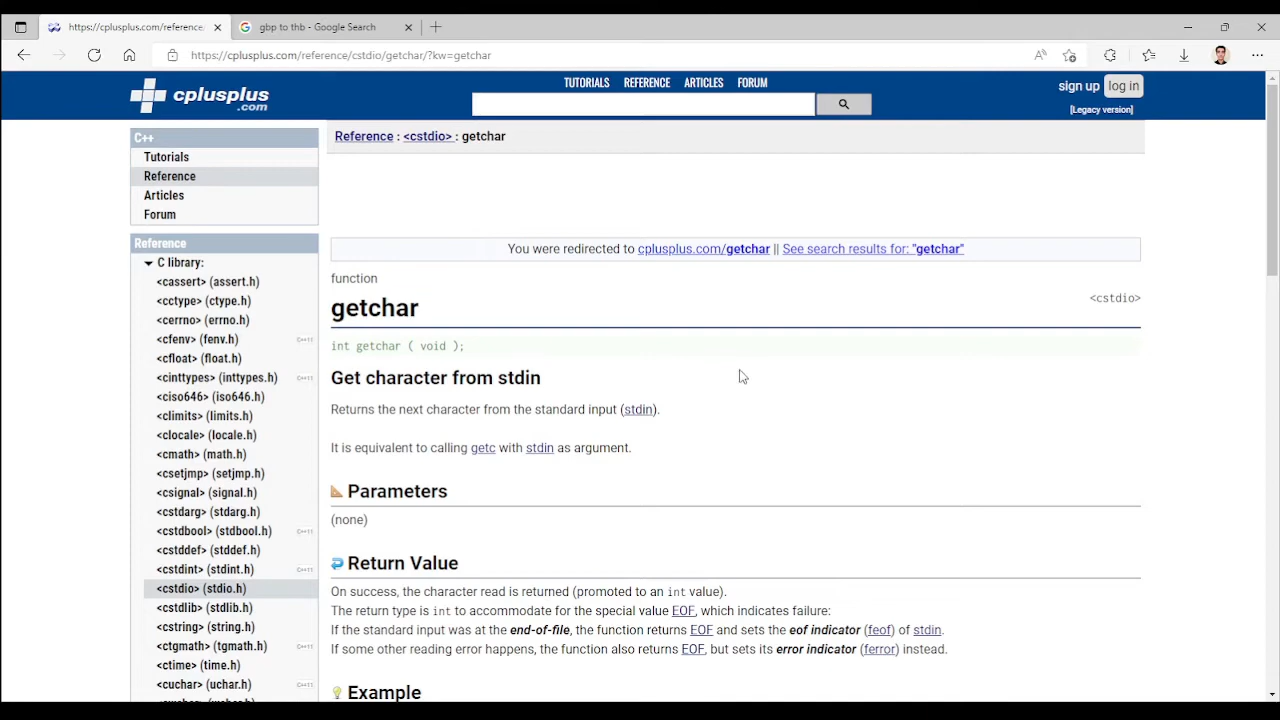 https://cplusplus.com/reference
gbp to thb - Google Search
https://cplusplus.com/reference/cstdio/getchar/?kw=getchar
cplusplus
.com
TUTORIALS REFERENCE ARTICLES FORUM
sign up log in
[Legacy version]
C++
Tutorials
Reference
Articles
Forum
Reference
C library:
<cassert> (assert.h)
<cctype> (ctype.h)
<cerrno> (errno.h)
<cfenv> (fenv.h) C++11
<cfloat> (float.h)
<cinttypes> (inttypes.h) C++11
<ciso646> (iso646.h)
<climits> (limits.h)
<clocale> (locale.h)
<cmath> (math.h)
<csetjmp> (setjmp.h)
<csignal> (signal.h)
<cstdarg> (stdarg.h)
<cstdbool> (stdbool.h) C++11
<cstddef> (stddef.h)
<cstdint> (stdint.h) C++11
<cstdio> (stdio.h)
<cstdlib> (stdlib.h)
<cstring> (string.h)
<ctgmath> (tgmath.h) C++11
<ctime> (time.h)
<cuchar> (uchar.h) C++11
Reference : <cstdio> : getchar
You were redirected to cplusplus.com/getchar || See search results for: "getchar"
function
getchar
<cstdio>
int getchar ( void );
Get character from stdin
Returns the next character from the standard input (stdin).
It is equivalent to calling getc with stdin as argument.
Parameters
(none)
Return Value
On success, the character read is returned (promoted to an int value).
The return type is int to accommodate for the special value EOF, which indicates failure:
If the standard input was at the end-of-file, the function returns EOF and sets the eof indicator (feof) of stdin.
If some other reading error happens, the function also returns EOF, but sets its error indicator (ferror) instead.
Example